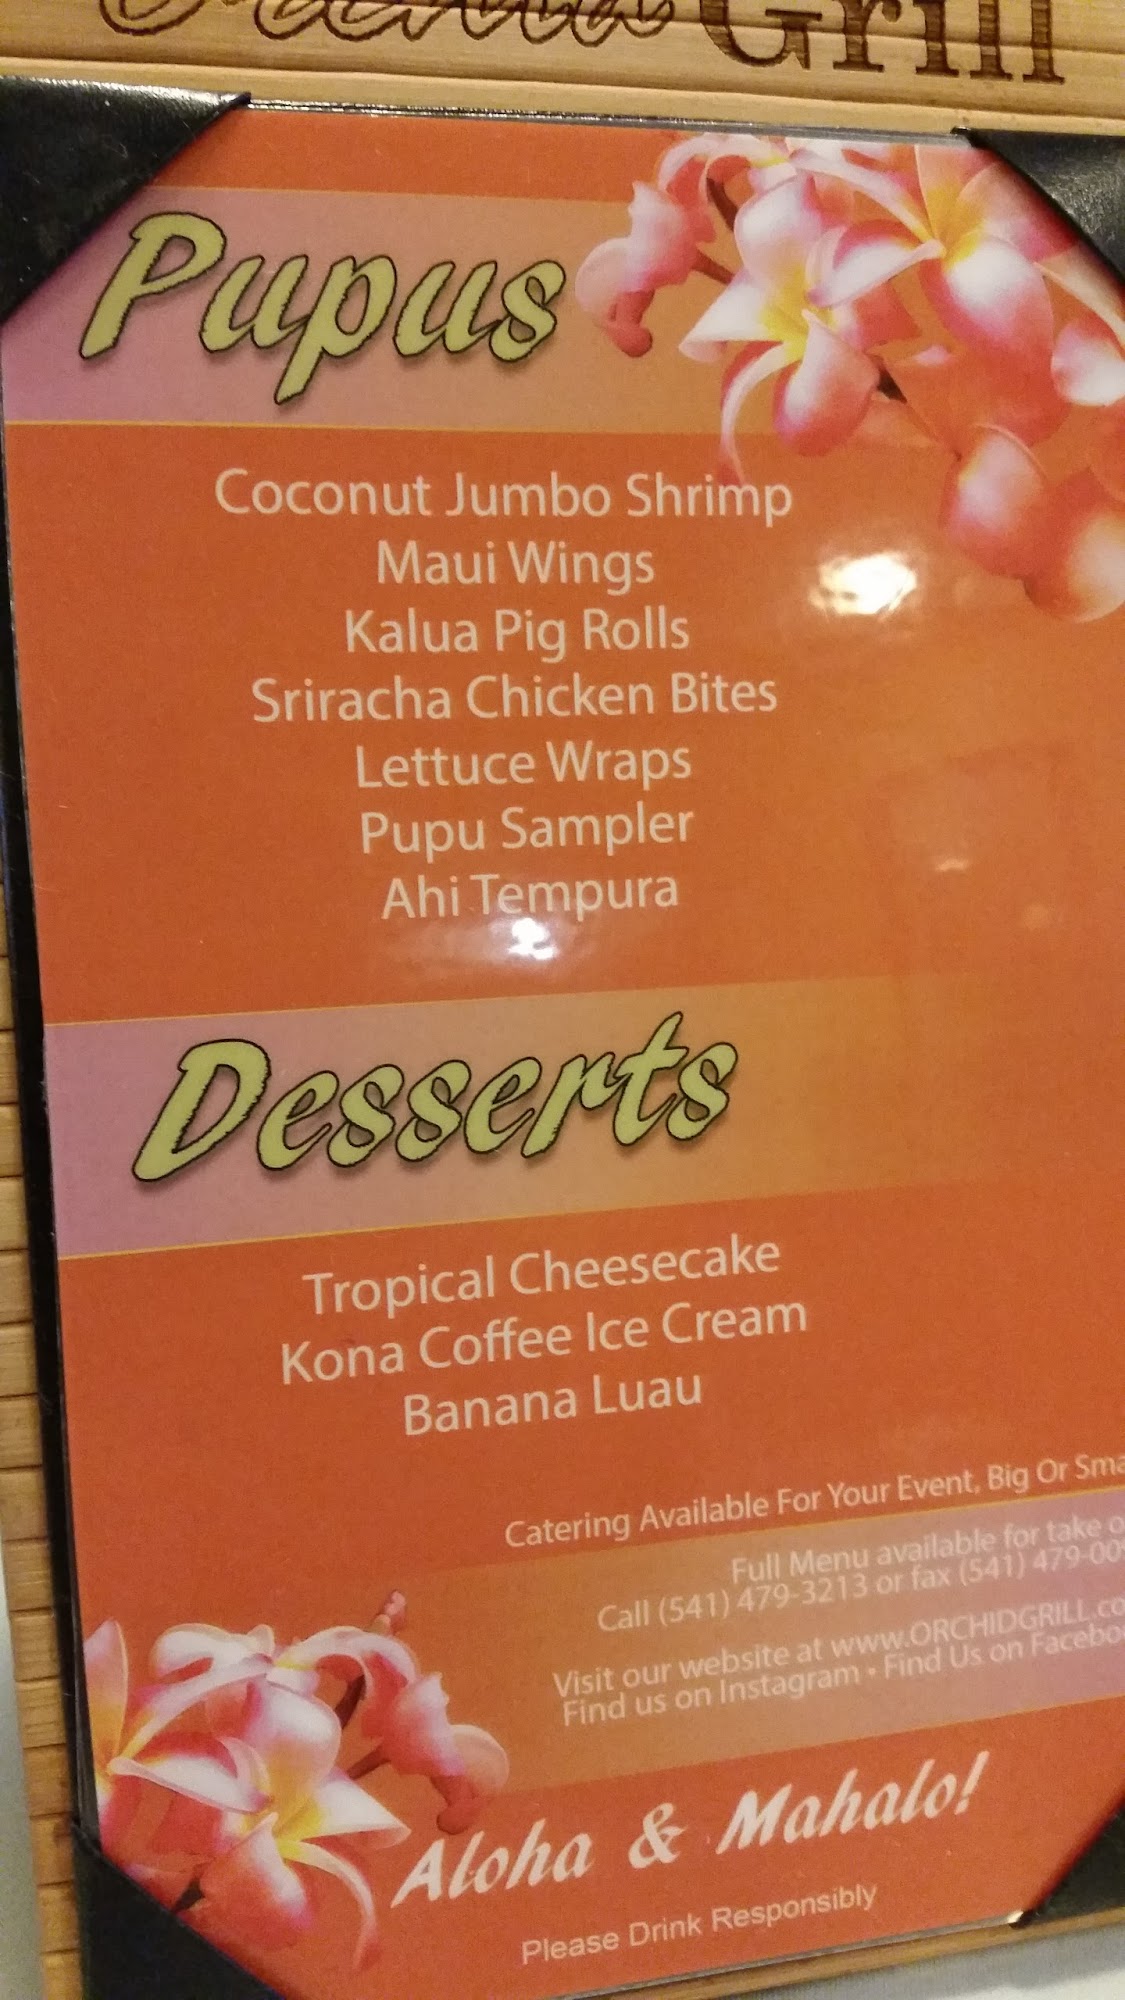 Grill
Pupus
Coconut Jumbo Shrimp
Maui Wings
Kalua Pig Rolls
Sriracha Chicken Bites
Lettuce Wraps
Pupu Sampler
Ahi Tempura
Desserts
Tropical Cheesecake
Kona Coffee Ice Cream
Banana Luau
Catering Available For Your Event, Big Or
Full Menu available for take
Call (541) 479-3213 or fax (541)
Visit our website at www.ORCHIDGRILL.co
Find us on Instagram • Find Us on
Aloha & Mahalo!
Please Drink Responsibly